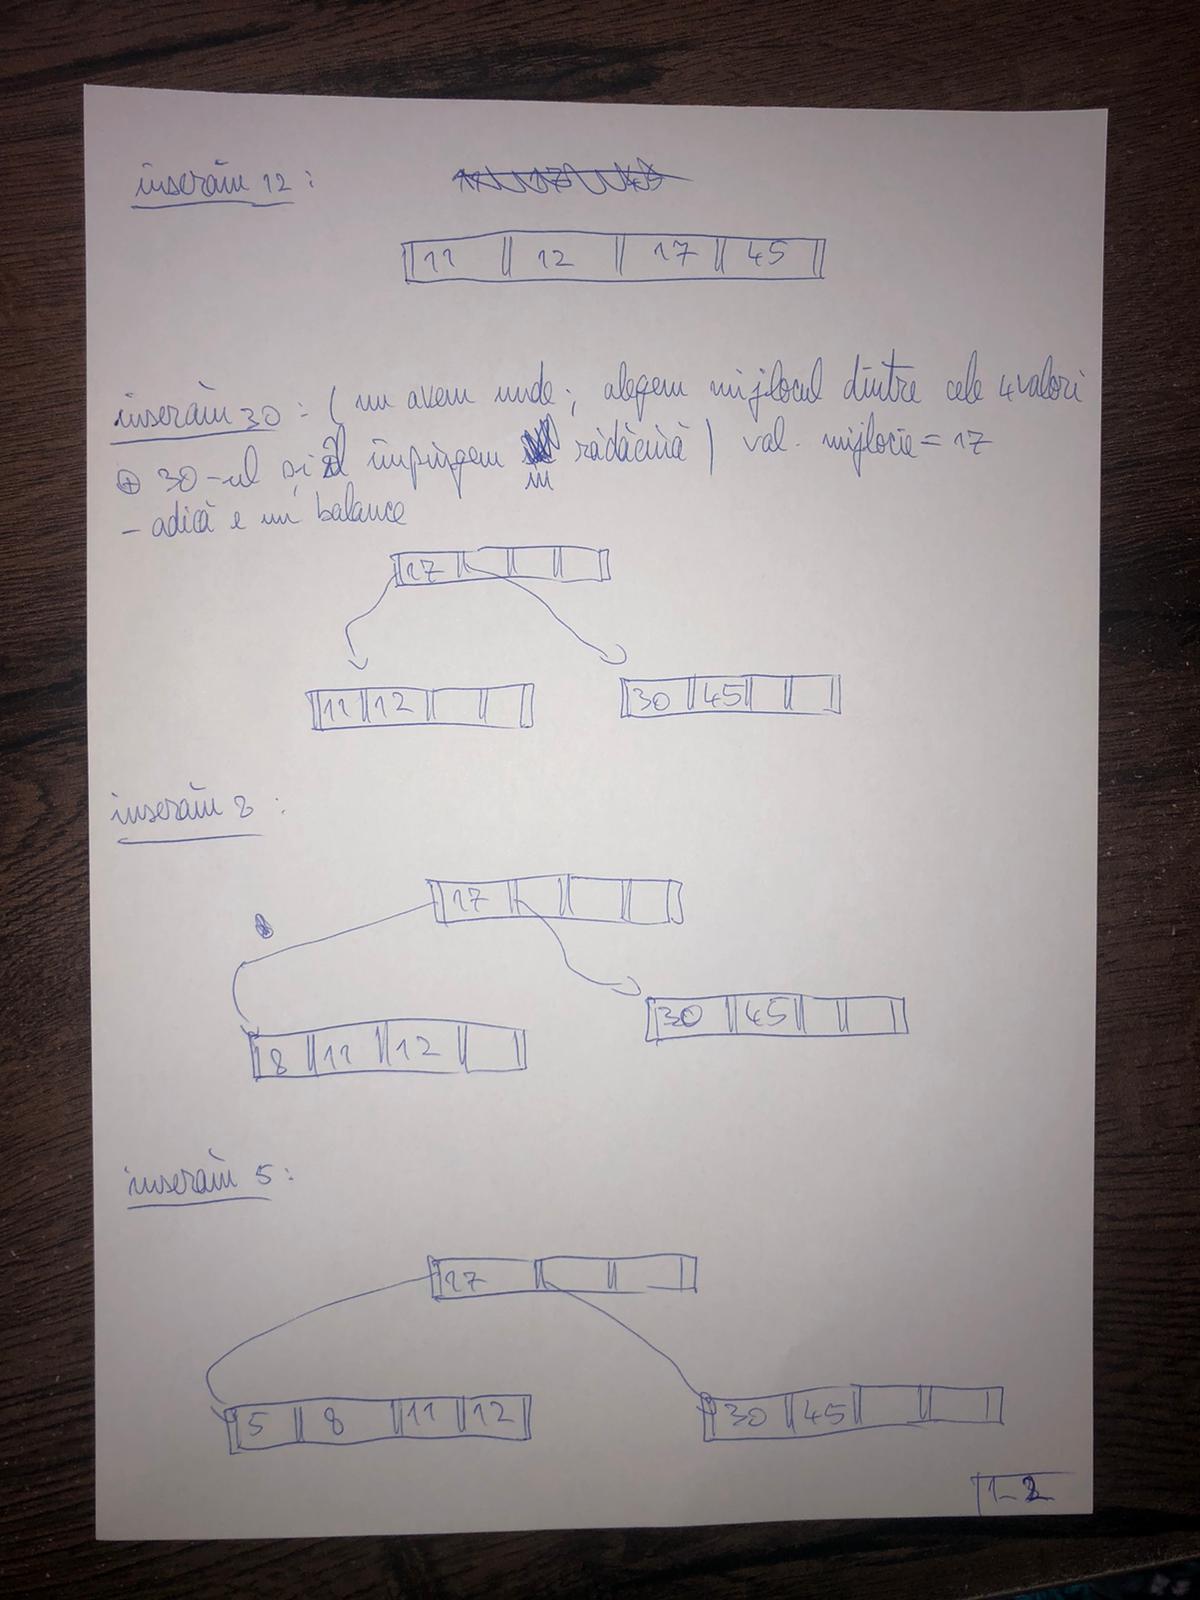 inserăm 12 :
11 12 17 45
inserăm 30 : ( nu avem unde ; alegem mijlocul dintre cele 4 valori
⊕ 30-ul și îl împingem în rădăcină ) val. mijlocie = 17
- adică e un balance
17
11 12 30 45
inserăm 8 :
17
30 45
8 11 12
inserăm 5 :
17
5 8 11 12 30 45
1-2